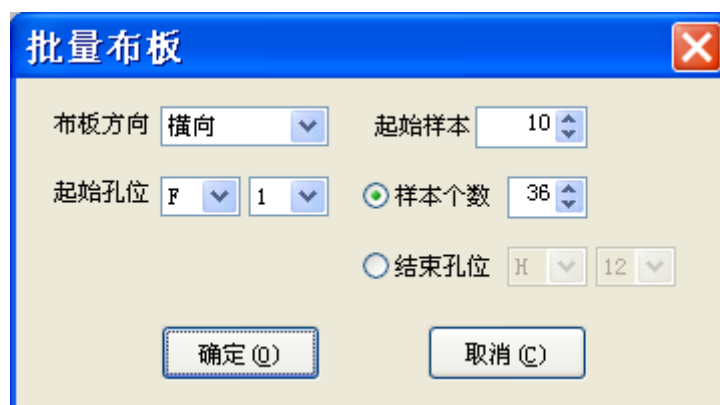 批量布板
布板方向 横向 起始样本 10
起始孔位 F 1 样本个数 36
结束孔位 H 12
确定(O) 取消(C)